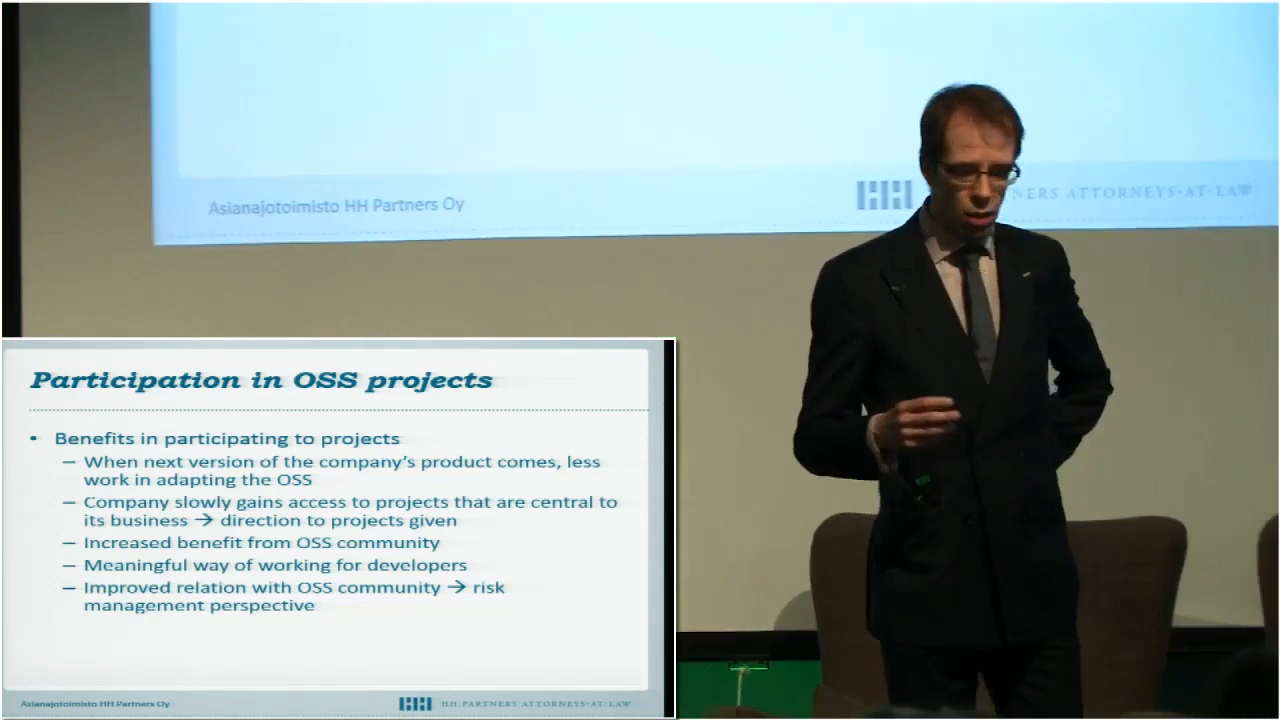 Asianajotoimisto HH Partners Oy
NERS ATTORNEYS-AT-LAW
Participation in OSS projects
• Benefits in participating to projects
– When next version of the company's product comes, less
work in adapting the OSS
– Company slowly gains access to projects that are central to
its business → direction to projects given
– Increased benefit from OSS community
– Meaningful way of working for developers
– Improved relation with OSS community → risk
management perspective
Asianajotoimisto HH Partners Oy
HH PARTNERS ATTORNEYS-AT-LAW